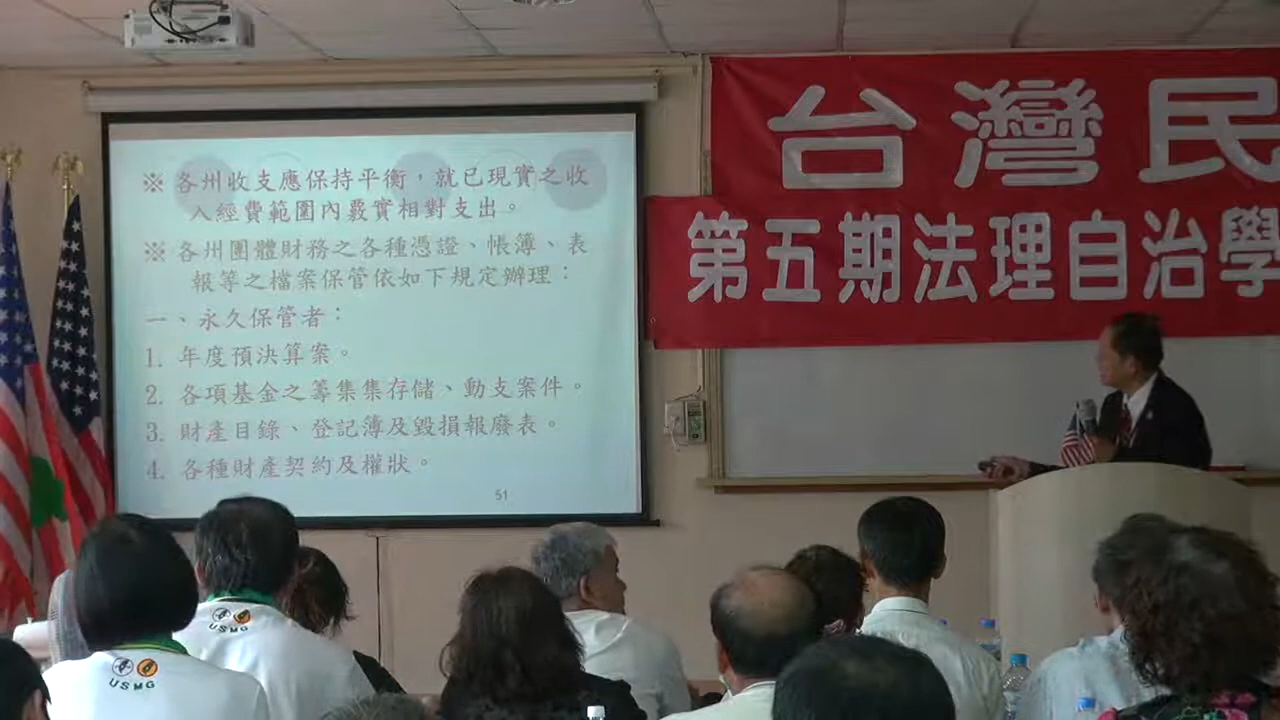 ※ 各州收支應保持平衡，就已現實之收
入經費範圍內覈實相對支出。
※ 各州團體財務之各種憑證、帳簿、表
報等之檔案保管依如下規定辦理：
一、永久保管者：
1. 年度預決算案。
2. 各項基金之籌集集存儲、動支案件。
3. 財產目錄、登記簿及毀損報廢表。
4. 各種財產契約及權狀。
51
台灣民
第五期法理自治學
USMG
USMG